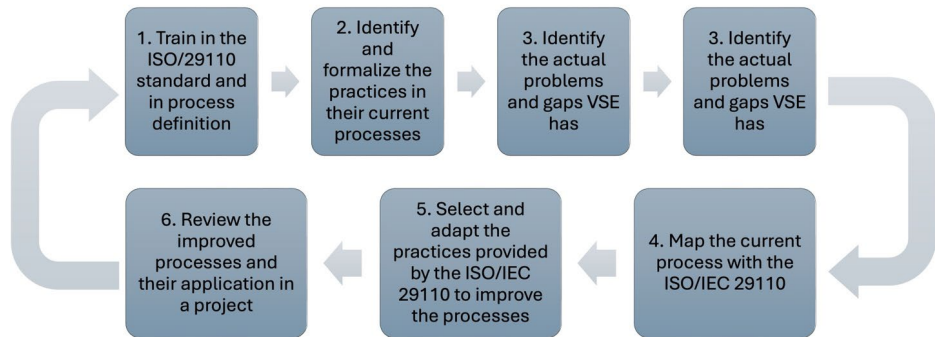 1. Train in the
ISO/29110
standard and
in process
definition
2. Identify
and
formalize the
practices in
their current
processes
3. Identify
the actual
problems
and gaps VSE
has
3. Identify
the actual
problems
and gaps VSE
has
4. Map the current
process with the
ISO/IEC 29110
5. Select and
adapt the
practices provided
by the ISO/IEC
29110 to improve
the processes
6. Review the
improved
processes and
their application in
a project